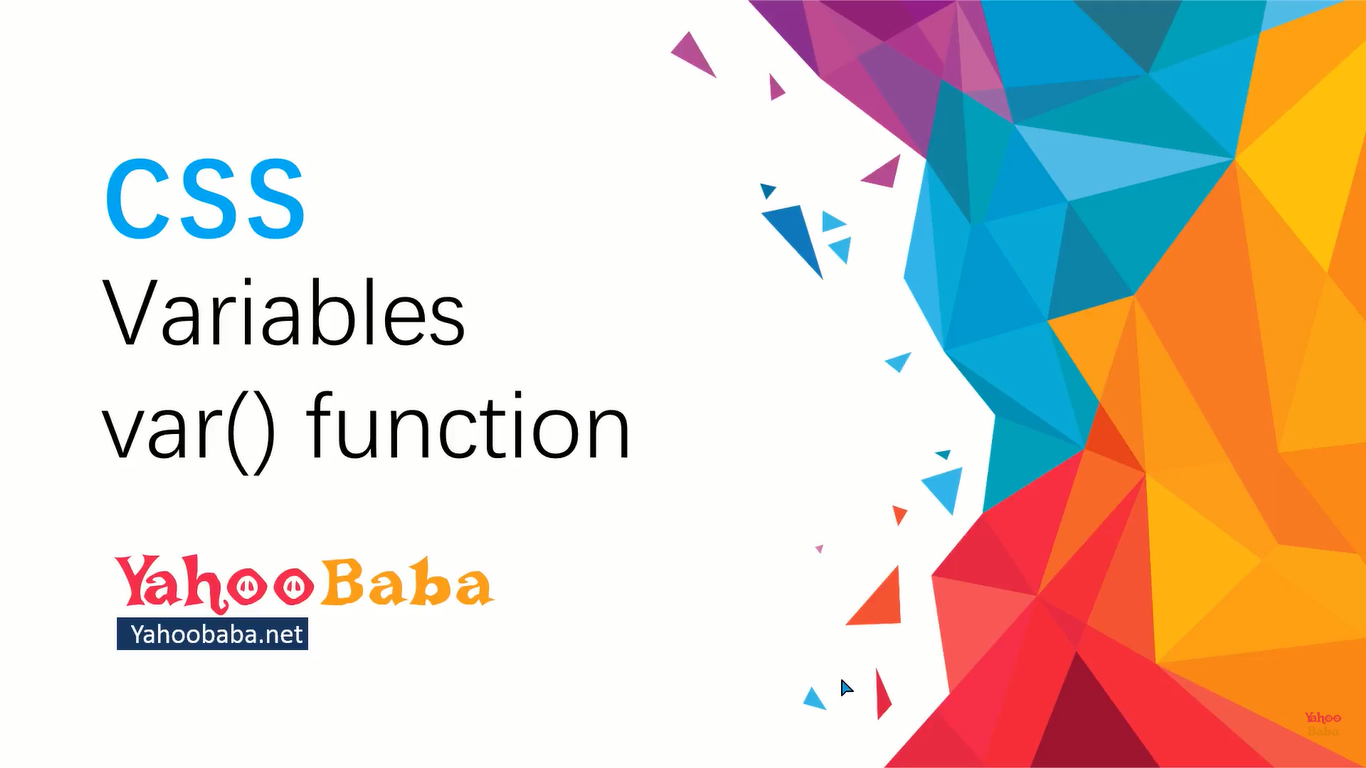 CSS
Variables
var() function
YahooBaba
Yahoobaba.net
Yahoo
Baba